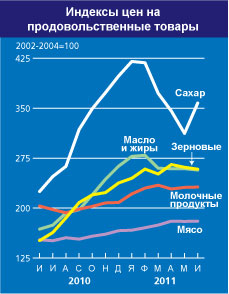 Индексы цен на
продовольственные товары
2002-2004=100
425
350
275
200
125
Сахар
Масло
и жиры
Зерновые
Молочные
продукты
Мясо
И И А С О Н Д Я Ф М А М И
2010 2011